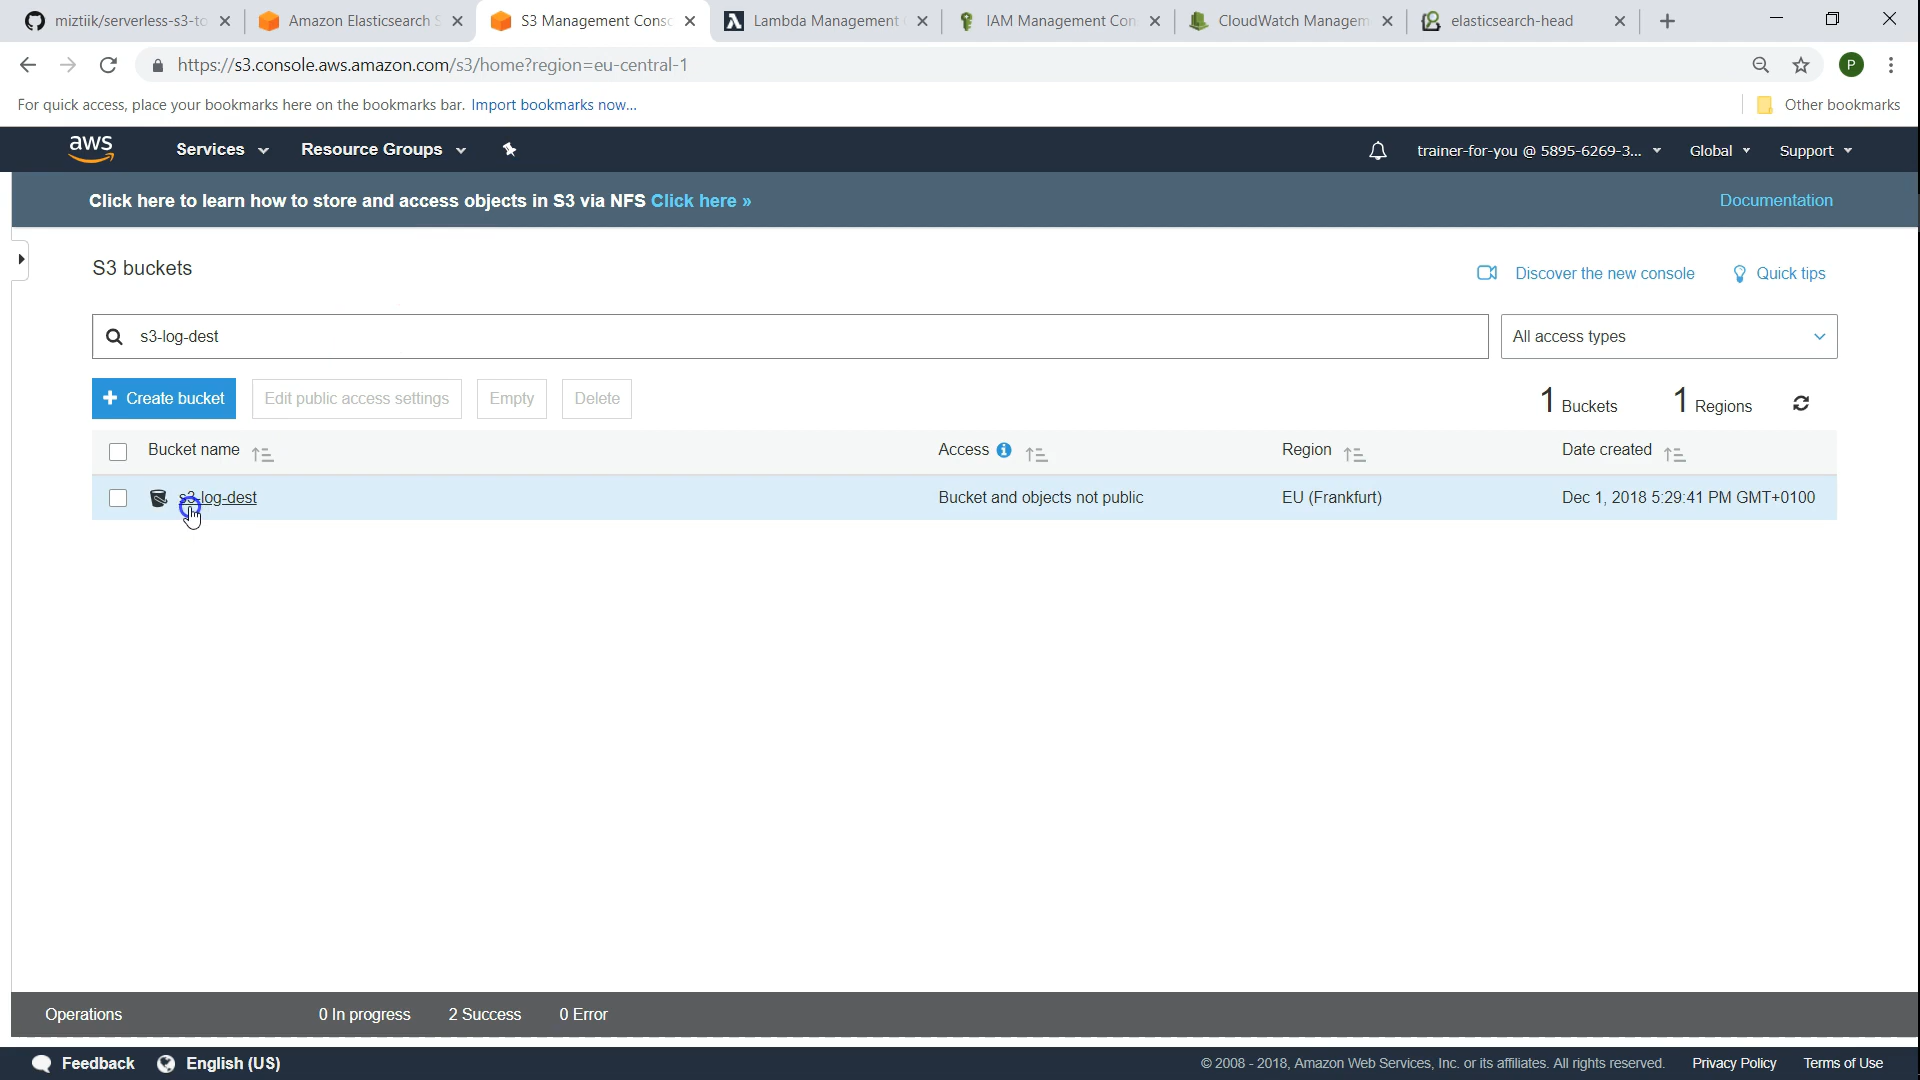 miztiik/serverless-s3-to
Amazon Elasticsearch S
S3 Management Conso
Lambda Management C
IAM Management Con
CloudWatch Managem
elasticsearch-head
https://s3.console.aws.amazon.com/s3/home?region=eu-central-1
P
For quick access, place your bookmarks here on the bookmarks bar. Import bookmarks now...
Other bookmarks
aws
Services
Resource Groups
trainer-for-you @ 5895-6269-3...
Global
Support
Click here to learn how to store and access objects in S3 via NFS Click here »
Documentation
S3 buckets
Discover the new console
Quick tips
s3-log-dest
All access types
+ Create bucket
Edit public access settings
Empty
Delete
1 Buckets
1 Regions
Bucket name
Access
Region
Date created
s3-log-dest
Bucket and objects not public
EU (Frankfurt)
Dec 1, 2018 5:29:41 PM GMT+0100
Operations
0 In progress
2 Success
0 Error
Feedback
English (US)
© 2008 - 2018, Amazon Web Services, Inc. or its affiliates. All rights reserved.
Privacy Policy
Terms of Use